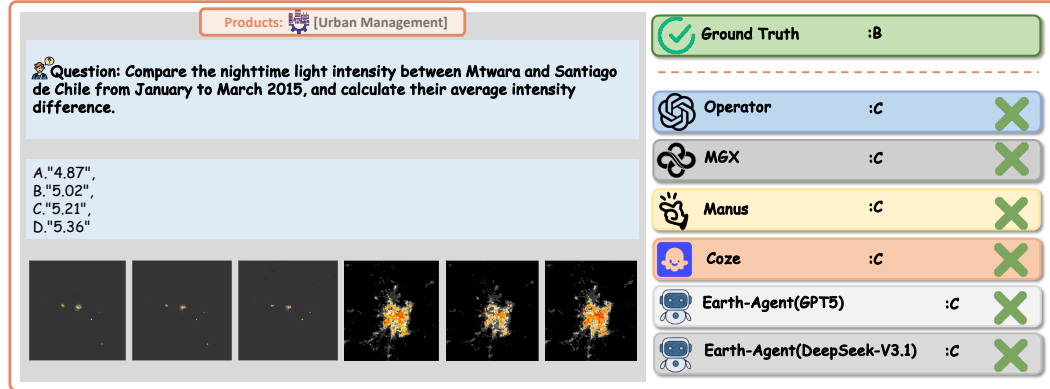 Products: [Urban Management]
Question: Compare the nighttime light intensity between Mtwara and Santiago
de Chile from January to March 2015, and calculate their average intensity
difference.
A."4.87",
B."5.02",
C."5.21",
D."5.36"
Ground Truth :B
Operator :C
MGX :C
Manus :C
Coze :C
Earth-Agent(GPT5) :C
Earth-Agent(DeepSeek-V3.1) :C